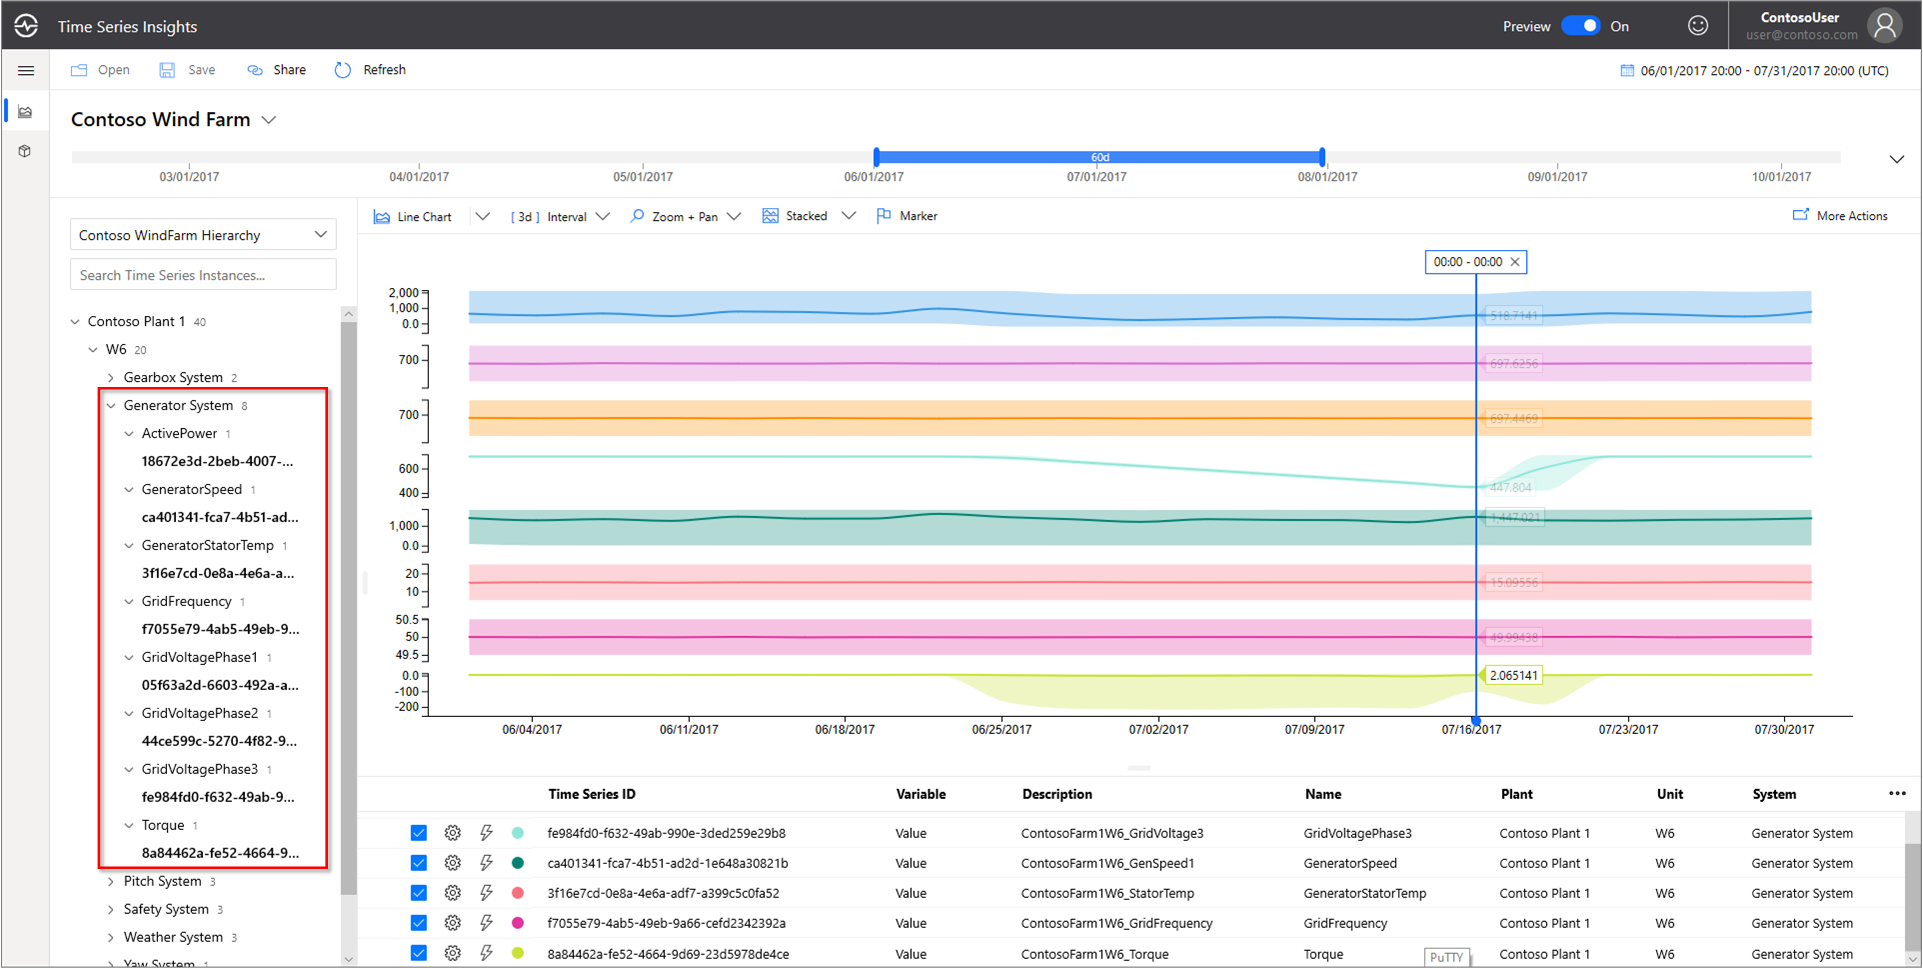 Time Series Insights
Preview On
ContosoUser
user@contoso.com
Open Save Share Refresh
06/01/2017 20:00 - 07/31/2017 20:00 (UTC)
Contoso Wind Farm
60d
03/01/2017 04/01/2017 05/01/2017 06/01/2017 07/01/2017 08/01/2017 09/01/2017 10/01/2017
Contoso WindFarm Hierarchy
Search Time Series Instances...
Contoso Plant 1 40
W6 20
Gearbox System 2
Generator System 8
ActivePower 1
18672e3d-2beb-4007-...
GeneratorSpeed 1
ca401341-fca7-4b51-ad...
GeneratorStatorTemp 1
3f16e7cd-0e8a-4e6a-a...
GridFrequency 1
f7055e79-4ab5-49eb-9...
GridVoltagePhase1 1
05f63a2d-6603-492a-a...
GridVoltagePhase2 1
44ce599c-5270-4f82-9...
GridVoltagePhase3 1
fe984fd0-f632-49ab-9...
Torque 1
8a84462a-fe52-4664-9...
Pitch System 3
Safety System 3
Weather System 3
Yaw System 1
Line Chart [ 3d ] Interval Zoom + Pan Stacked Marker More Actions
00:00 - 00:00
2,000
1,000
0.0
518.7141
700
697.6256
700
697.4469
600
400
447.804
1,000
0.0
1,447.021
20
10
15.09556
50.5
50
49.5
49.99438
0.0
-100
-200
2.065141
06/04/2017 06/11/2017 06/18/2017 06/25/2017 07/02/2017 07/09/2017 07/16/2017 07/23/2017 07/30/2017
Time Series ID Variable Description Name Plant Unit System
fe984fd0-f632-49ab-990e-3ded259e29b8 Value ContosoFarm1W6_GridVoltage3 GridVoltagePhase3 Contoso Plant 1 W6 Generator System
ca401341-fca7-4b51-ad2d-1e648a30821b Value ContosoFarm1W6_GenSpeed1 GeneratorSpeed Contoso Plant 1 W6 Generator System
3f16e7cd-0e8a-4e6a-adf7-a399c5c0fa52 Value ContosoFarm1W6_StatorTemp GeneratorStatorTemp Contoso Plant 1 W6 Generator System
f7055e79-4ab5-49eb-9a66-cefd2342392a Value ContosoFarm1W6_GridFrequency GridFrequency Contoso Plant 1 W6 Generator System
8a84462a-fe52-4664-9d69-23d5978de4ce Value ContosoFarm1W6_Torque Torque Contoso Plant 1 W6 Generator System
PuTTY